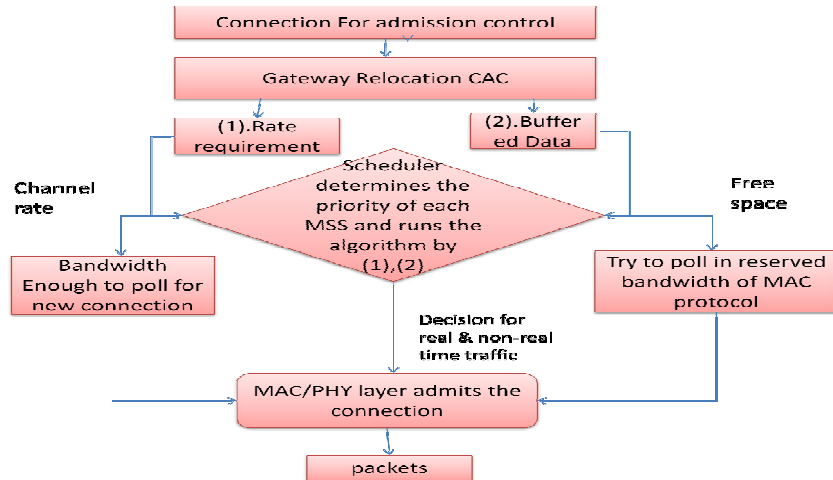 Connection For admission control
Gateway Relocation CAC
(1).Rate
requirement
(2).Buffer
ed Data
Scheduler
determines the
priority of each
MSS and runs the
algorithm by
(1),(2)
Channel
rate
Free
space
Bandwidth
Enough to poll for
new connection
Try to poll in reserved
bandwidth of MAC
protocol
Decision for
real & non-real
time traffic
MAC/PHY layer admits the
connection
packets